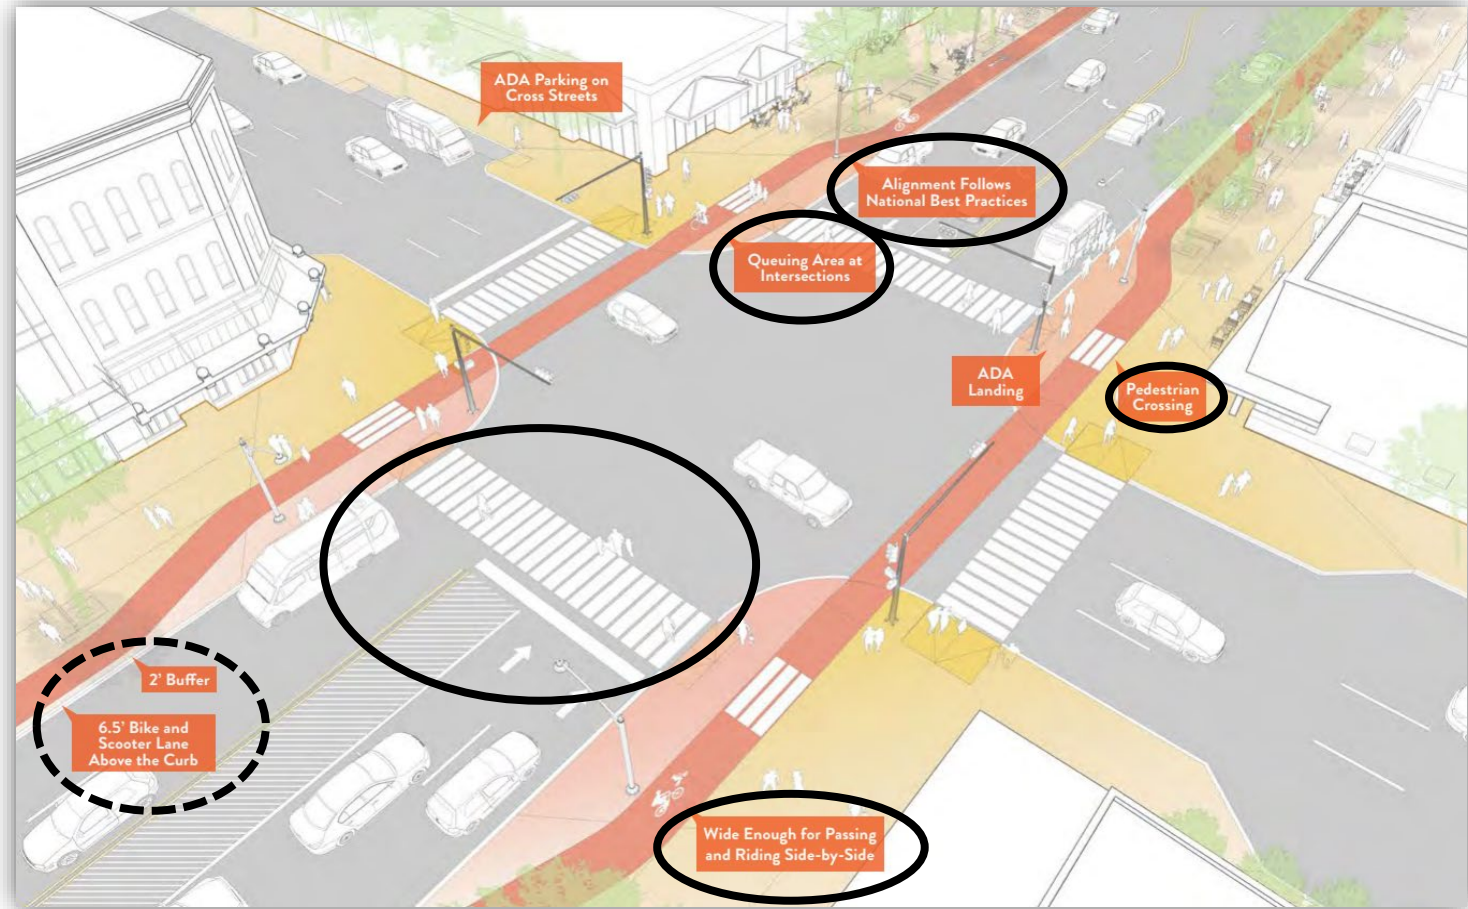 ADA Parking on
Cross Streets
Alignment Follows
National Best Practices
Queuing Area at
Intersections
ADA
Landing
Pedestrian
Crossing
2' Buffer
6.5' Bike and
Scooter Lane
Above the Curb
Wide Enough for Passing
and Riding Side-by-Side